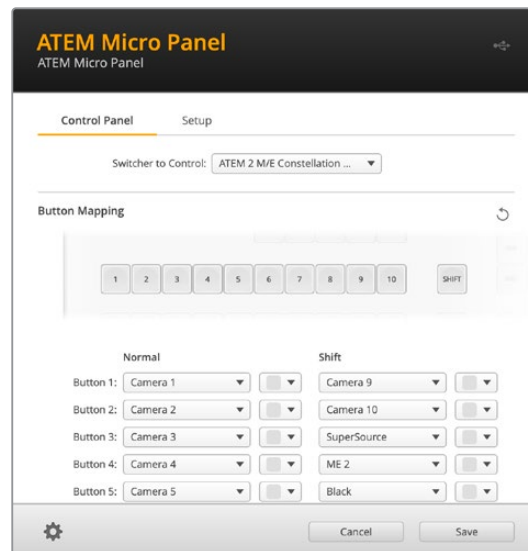 ATEM Micro Panel
ATEM Micro Panel
Control Panel Setup
Switcher to Control: ATEM 2 M/E Constellation ...
Button Mapping
1 2 3 4 5 6 7 8 9 10 SHIFT
Normal Shift
Button 1: Camera 1 Camera 9
Button 2: Camera 2 Camera 10
Button 3: Camera 3 SuperSource
Button 4: Camera 4 ME 2
Button 5: Camera 5 Black
Cancel Save